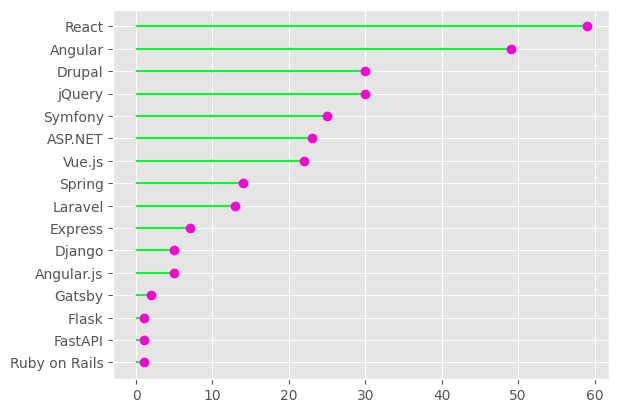 React
Angular
Drupal
jQuery
Symfony
ASP.NET
Vue.js
Spring
Laravel
Express
Django
Angular.js
Gatsby
Flask
FastAPI
Ruby on Rails
0 10 20 30 40 50 60